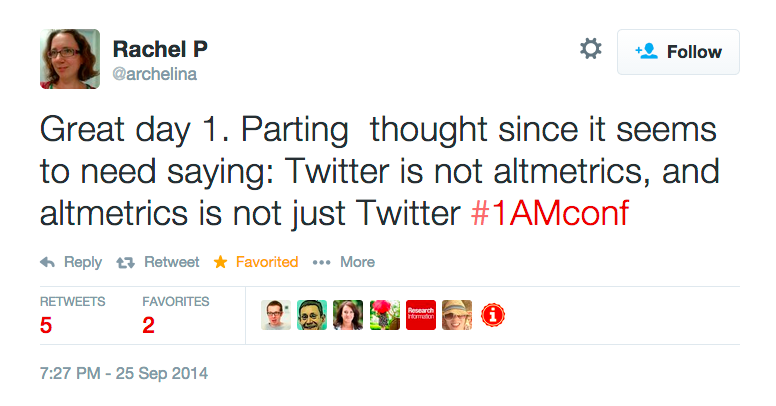 Rachel P
@archelina
Follow
Great day 1. Parting  thought since it seems
to need saying: Twitter is not altmetrics, and
altmetrics is not just Twitter #1AMconf
Reply Retweet Favorited More
RETWEETS FAVORITES
5 2
Research
Information
7:27 PM - 25 Sep 2014